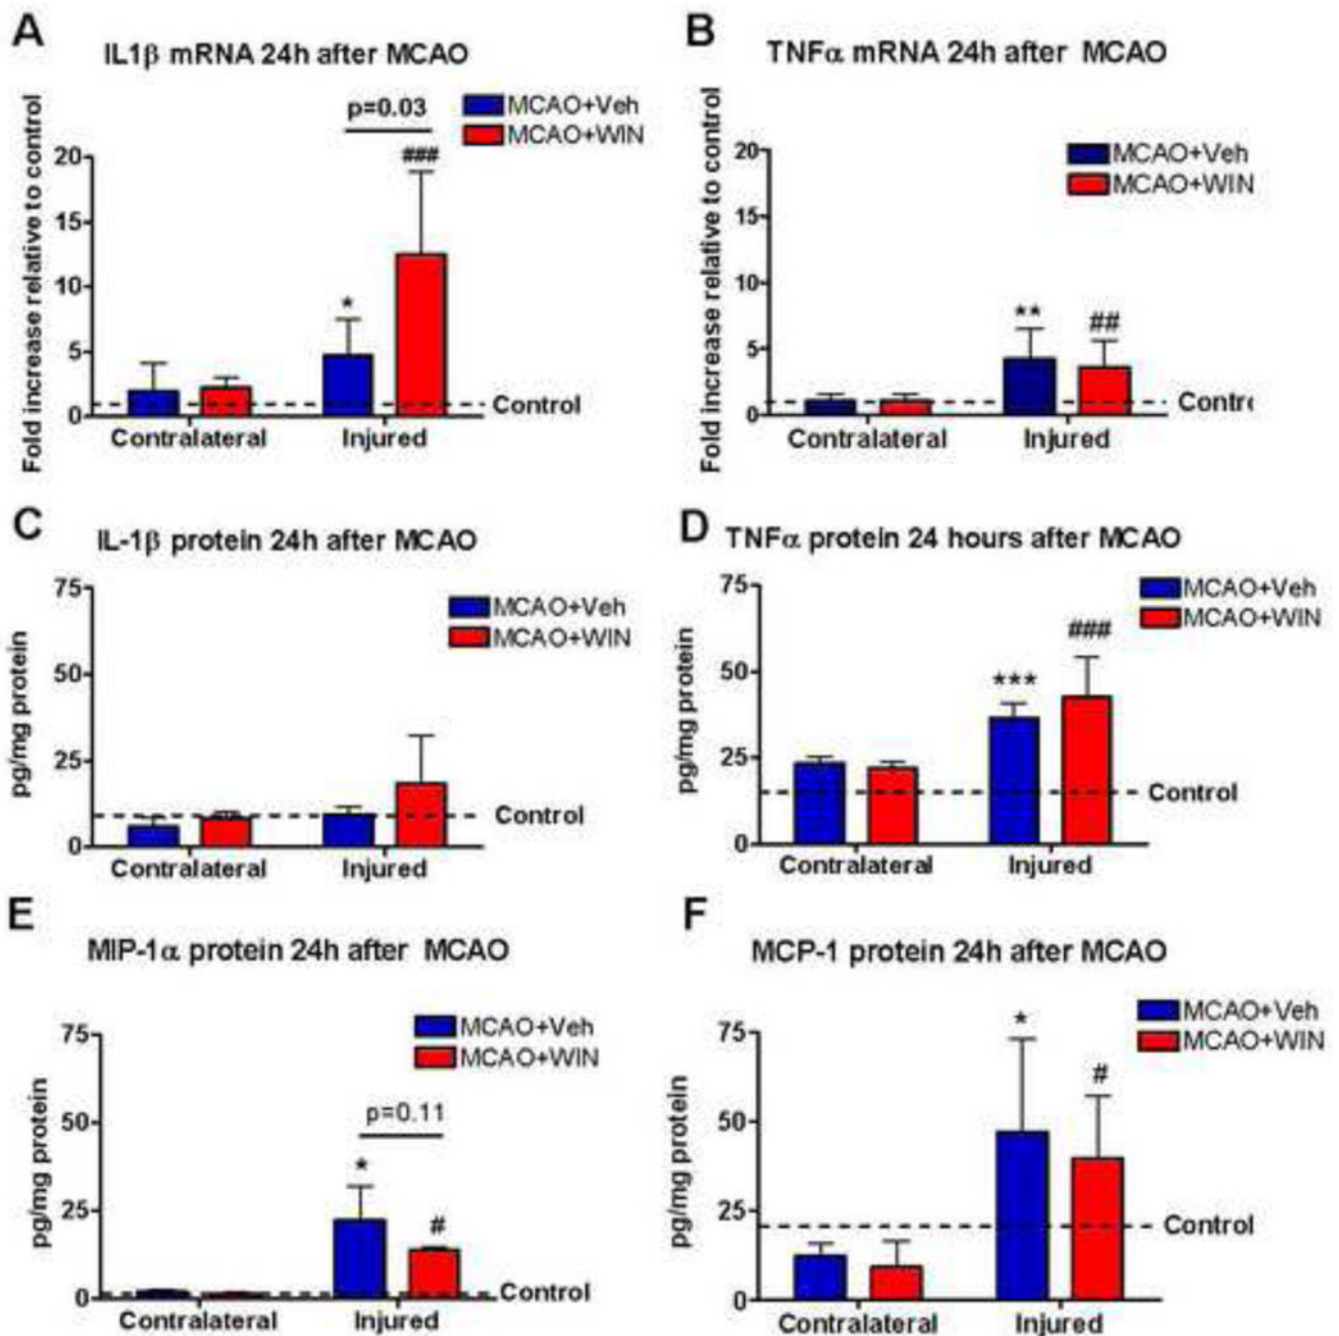 A
IL1β mRNA 24h after MCAO
p=0.03
MCAO+Veh
MCAO+WIN
###
*
Fold increase relative to control
20
15
10
5
0
Control
Contralateral
Injured
B
TNFα mRNA 24h after MCAO
MCAO+Veh
MCAO+WIN
**
##
Fold increase relative to control
20
15
10
5
0
Contr
Contralateral
Injured
C
IL-1β protein 24h after MCAO
MCAO+Veh
MCAO+WIN
pg/mg protein
75
50
25
0
Control
Contralateral
Injured
D
TNFα protein 24 hours after MCAO
MCAO+Veh
MCAO+WIN
###
***
pg/mg protein
75
50
25
0
Control
Contralateral
Injured
E
MIP-1α protein 24h after MCAO
MCAO+Veh
MCAO+WIN
p=0.11
*
#
pg/mg protein
75
50
25
0
Control
Contralateral
Injured
F
MCP-1 protein 24h after MCAO
MCAO+Veh
MCAO+WIN
*
#
pg/mg protein
75
50
25
0
Control
Contralateral
Injured